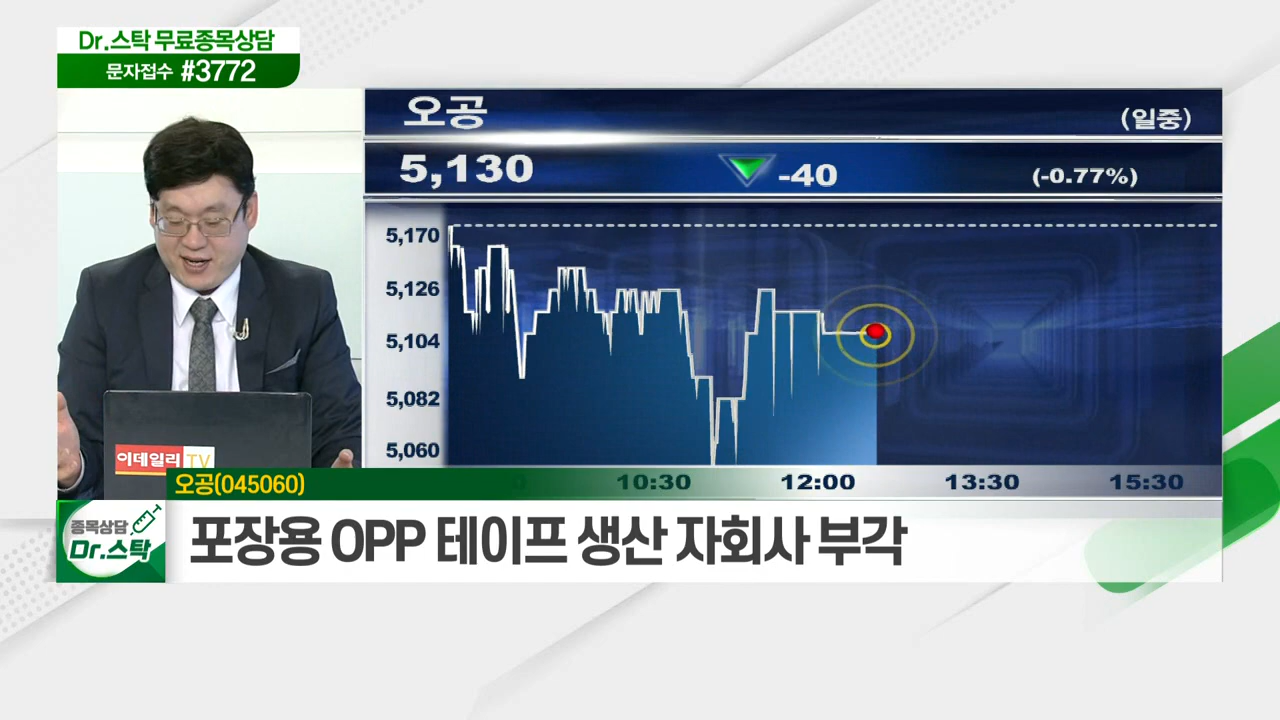 Dr.스탁 무료종목상담
문자접수 #3772
오공
(일중)
5,130
-40
(-0.77%)
5,170
5,126
5,104
5,082
5,060
10:30
12:00
13:30
15:30
이데일리 TV
오공(045060)
종목상담
Dr.스탁
포장용 OPP 테이프 생산 자회사 부각